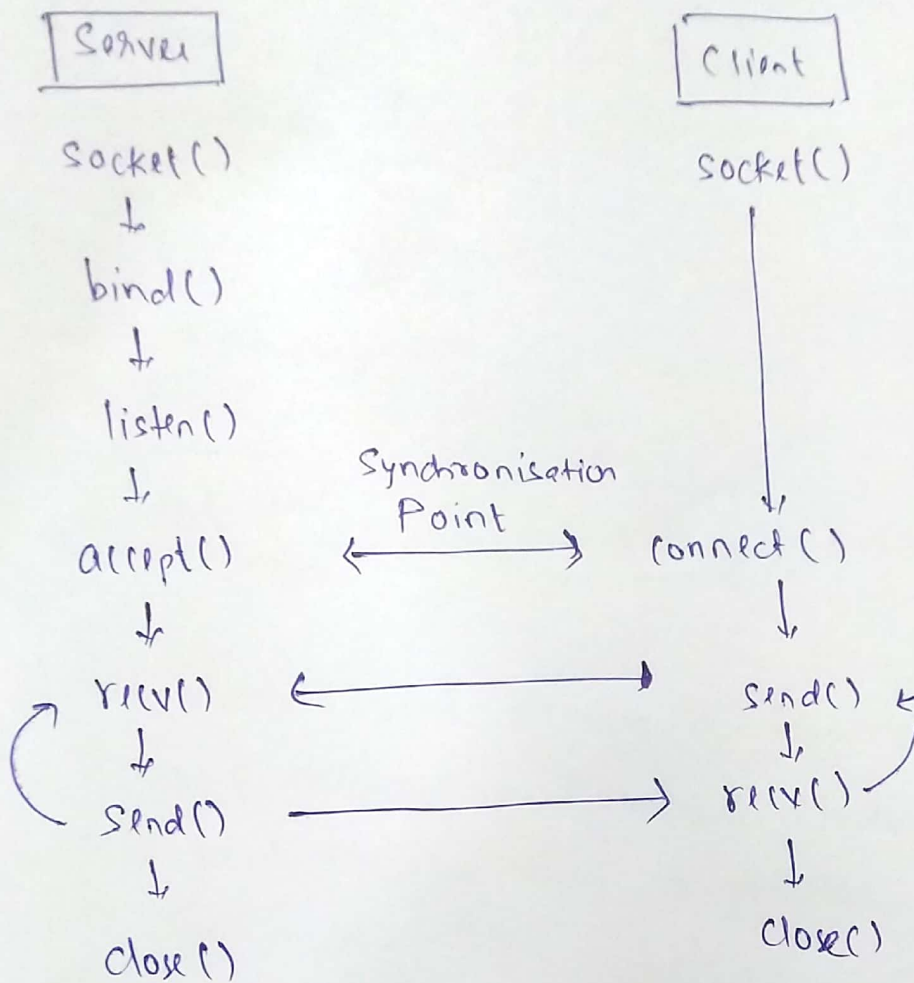 Server
Client
socket()
socket()
bind()
listen()
Synchronisation
Point
accept()
connect()
recv()
send()
send()
recv()
close()
close()